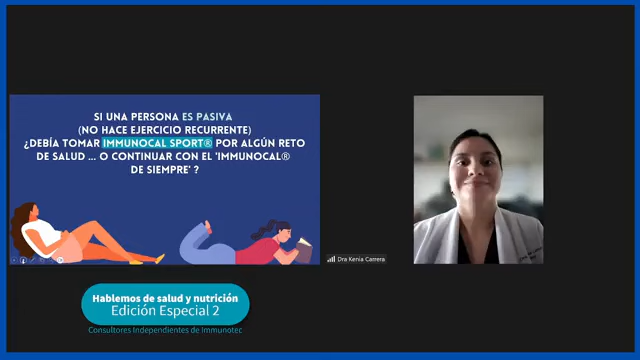 SI UNA PERSONA ES PASIVA
(NO HACE EJERCICIO RECURRENTE)
¿DEBÍA TOMAR IMMUNOCAL SPORT® POR ALGÚN RETO
DE SALUD ... O CONTINUAR CON EL 'IMMUNOCAL®
DE SIEMPRE' ?
Dra Kenia Carrera
Hablemos de salud y nutrición
Edición Especial 2
Consultores Independientes de Immunotec